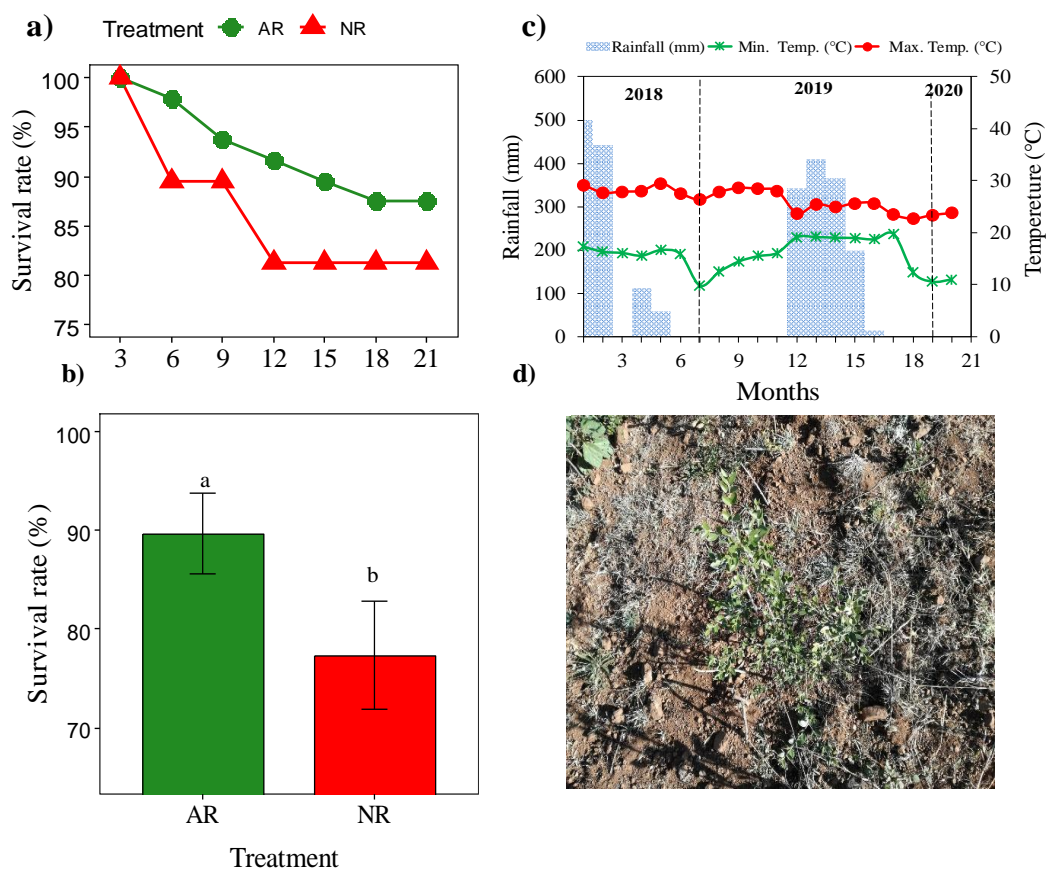 a)
Treatment AR NR
Survival rate (%)
100
95
90
85
80
75
3 6 9 12 15 18 21
c)
Rainfall (mm) Min. Temp. (°C) Max. Temp. (°C)
2018 2019 2020
Rainfall (mm)
600
500
400
300
200
100
0
50
40
30
20
10
0
Tempereture (°C)
3 6 9 12 15 18 21
Months
b)
Survival rate (%)
100
90
80
70
a
b
AR NR
Treatment
d)